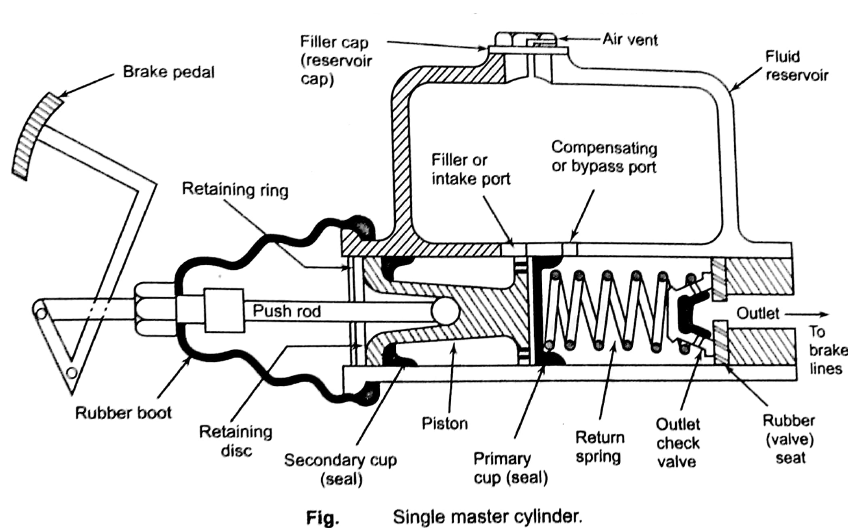 Air vent
Filler cap
(reservoir
cap)
Fluid
reservoir
Brake pedal
Filler or
intake port
Compensating
or bypass port
Retaining ring
Push rod
Outlet
To
brake
lines
Rubber boot
Retaining
disc
Secondary cup
(seal)
Piston
Primary
cup (seal)
Return
spring
Outlet
check
valve
Rubber
(valve)
seat
Fig. Single master cylinder.